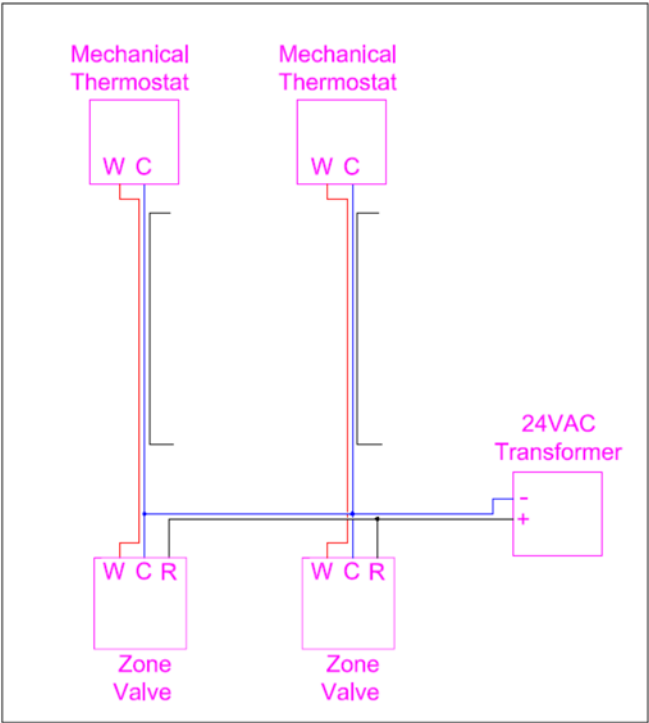 Mechanical
Thermostat
Mechanical
Thermostat
W C
W C
24VAC
Transformer
-
+
W C R
W C R
Zone
Valve
Zone
Valve